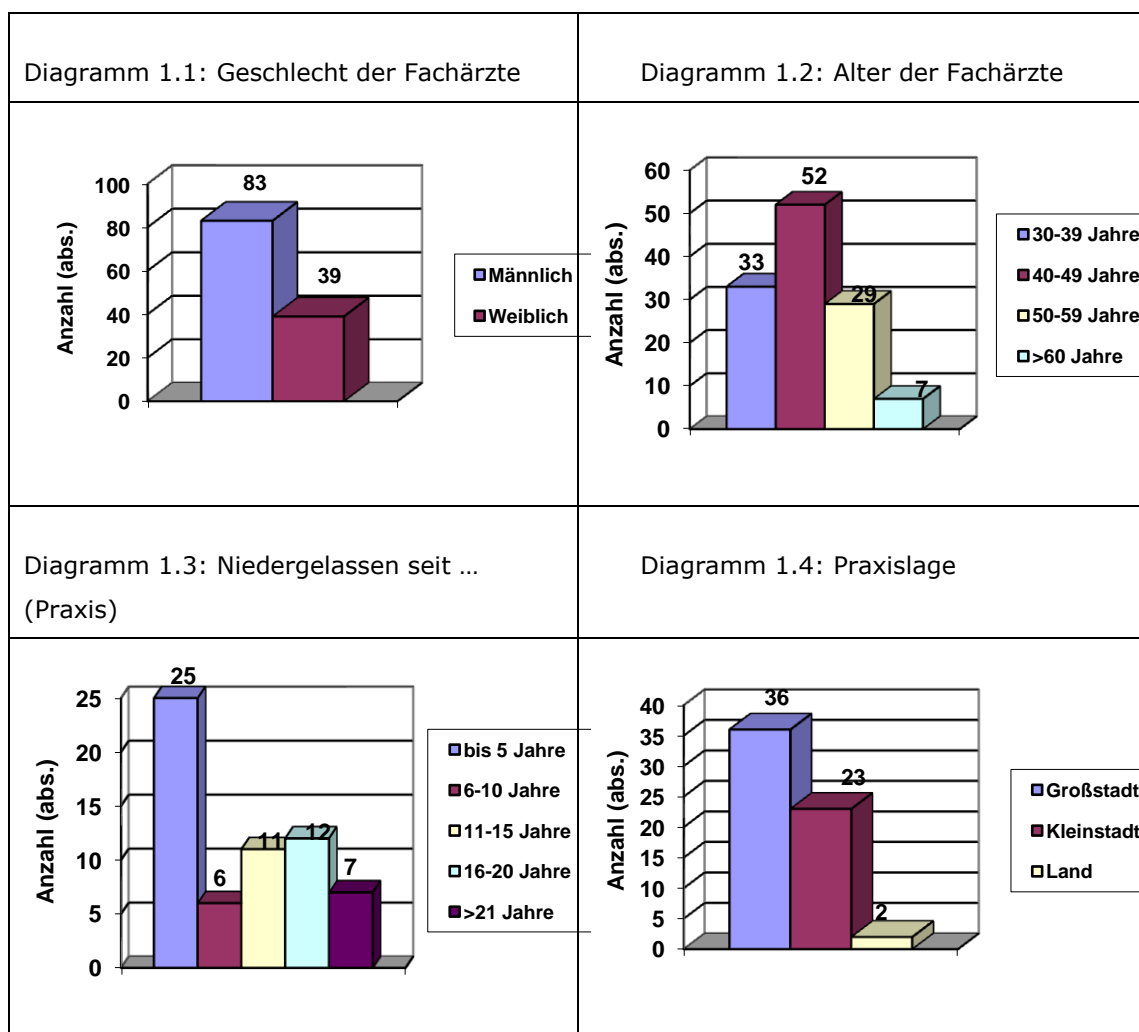 Diagramm 1.1: Geschlecht der Fachärzte
Diagramm 1.2: Alter der Fachärzte
Anzahl (abs.)
100
80
60
40
20
0
83
39
Männlich
Weiblich
Anzahl (abs.)
60
50
40
30
20
10
0
33
52
29
7
30-39 Jahre
40-49 Jahre
50-59 Jahre
>60 Jahre
Diagramm 1.3: Niedergelassen seit …
(Praxis)
Diagramm 1.4: Praxislage
Anzahl (abs.)
25
20
15
10
5
0
25
6
11
12
7
bis 5 Jahre
6-10 Jahre
11-15 Jahre
16-20 Jahre
>21 Jahre
Anzahl (abs.)
40
35
30
25
20
15
10
5
0
36
23
2
Großstadt
Kleinstadt
Land